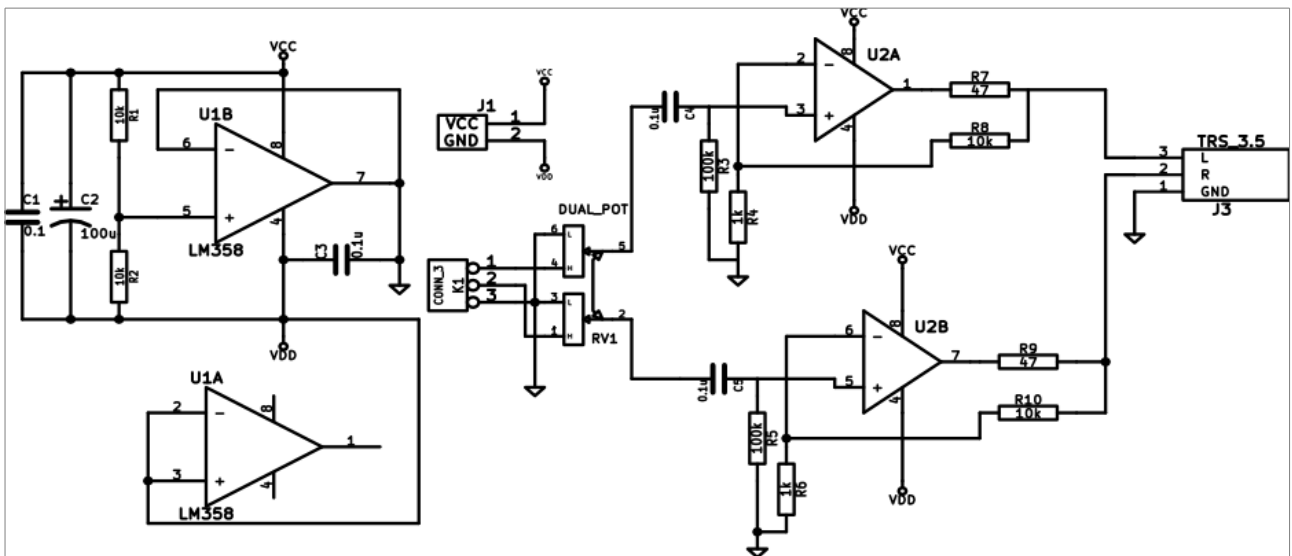 VCC
10k
R1
U1B
6
8
7
5
4
LM358
C1
0.1
C2
100u
10k
R2
C3
0.1u
VDD
U1A
2
8
1
3
4
LM358
J1
VCC
GND
1
2
VCC
VDD
DUAL_POT
6
L
5
4
H
3
L
2
1
H
RV1
CONN_3
K1
1
2
3
0.1u
C4
100k
R3
1k
R4
VCC
U2A
2
8
1
3
4
VDD
R7
47
R8
10k
TRS_3.5
3
L
2
R
1
GND
J3
0.1u
C5
100k
R5
1k
R6
VCC
U2B
6
8
7
5
4
VDD
R9
47
R10
10k